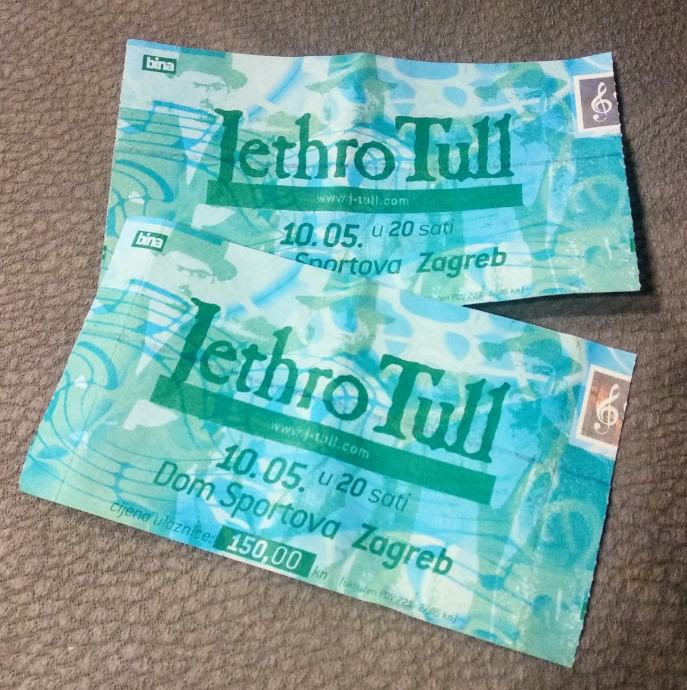 bina
Jethro Tull
www.j-tull.com
10.05. u 20 sati
Sportova Zagreb
bina
Jethro Tull
www.j-tull.com
10.05. u 20 sati
Dom Sportova Zagreb
cijena ulaznice: 150,00 kn